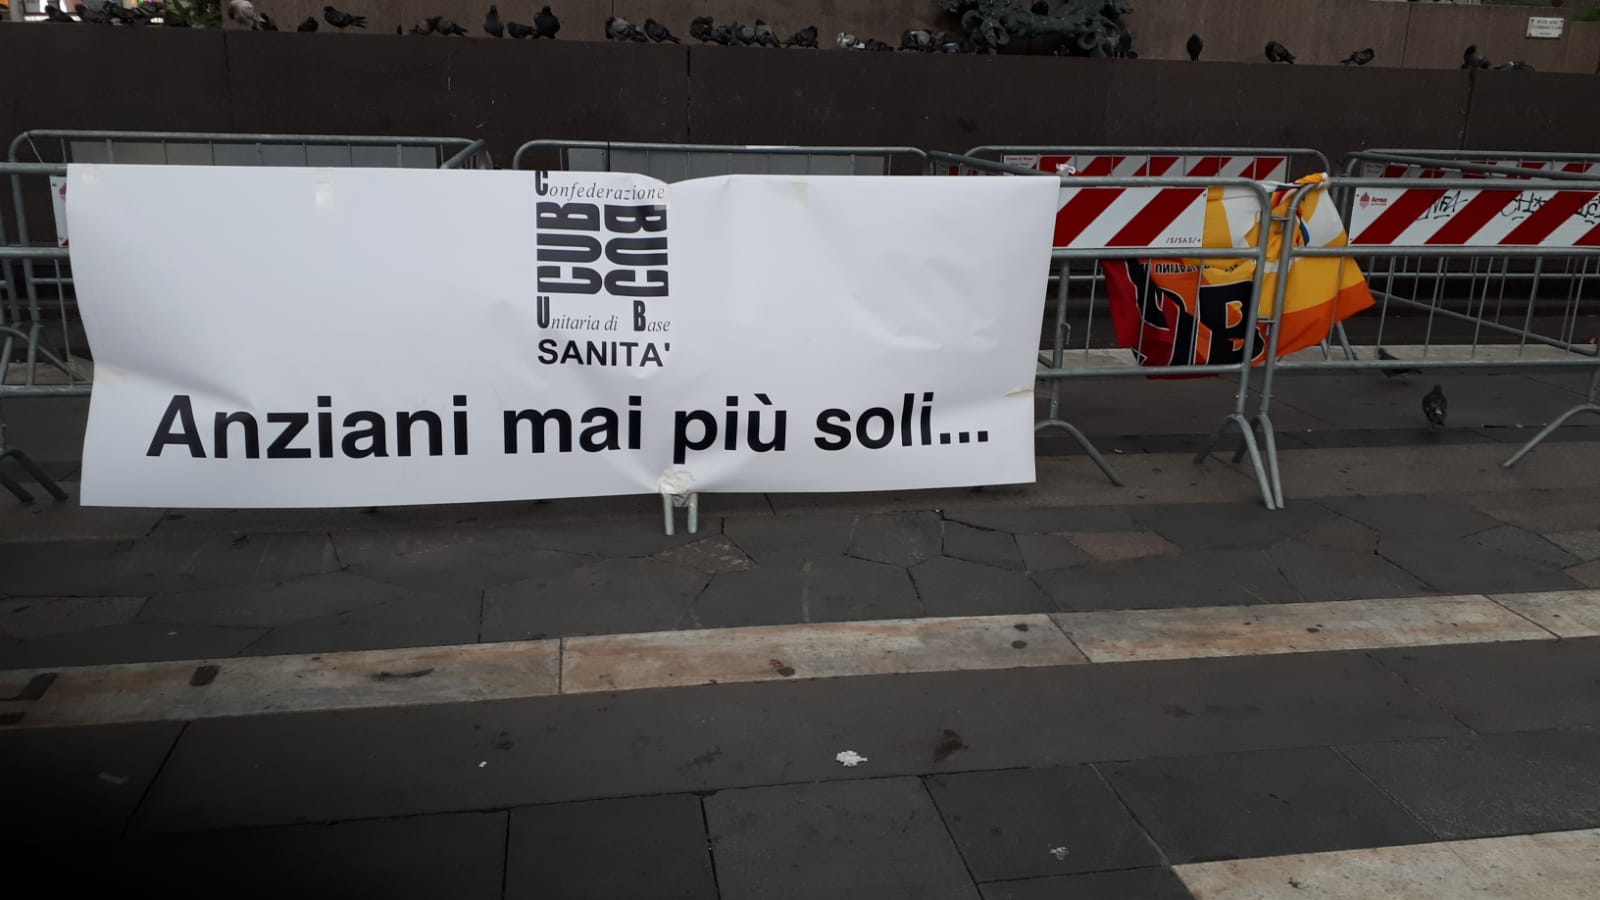 Confederazione
CUB CUB
Unitaria di Base
SANITA'
Anziani mai più soli...